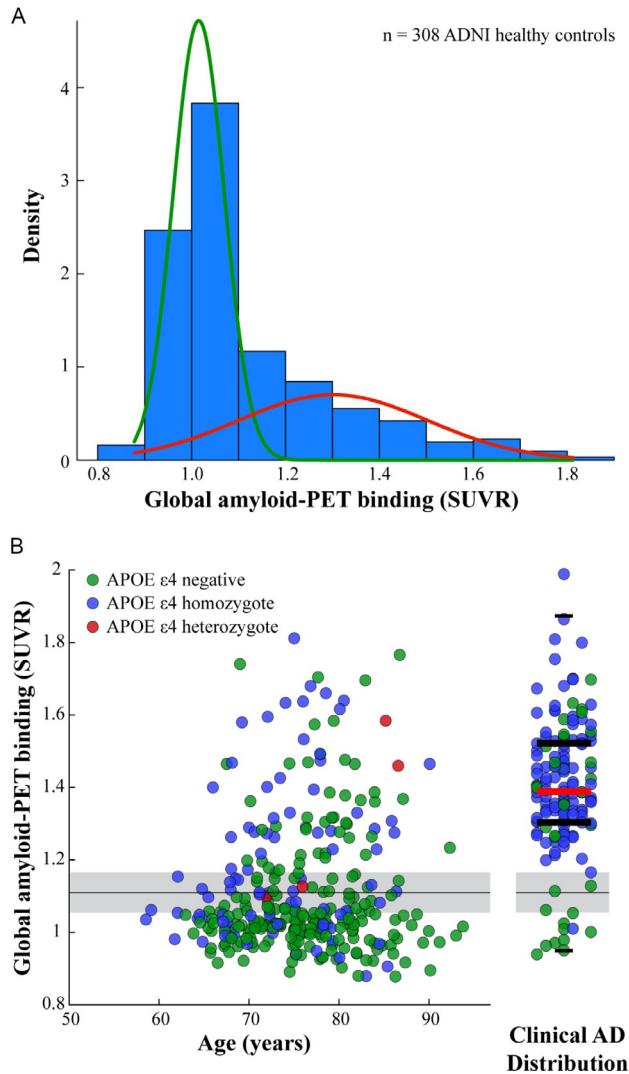 A
n = 308 ADNI healthy controls
Density
4
3
2
1
0
0.8
1.0
1.2
1.4
1.6
1.8
Global amyloid-PET binding (SUVR)
B
APOE ε4 negative
APOE ε4 homozygote
APOE ε4 heterozygote
Global amyloid-PET binding (SUVR)
2
1.8
1.6
1.4
1.2
1
0.8
50
60
70
80
90
Age (years)
Clinical AD
Distribution